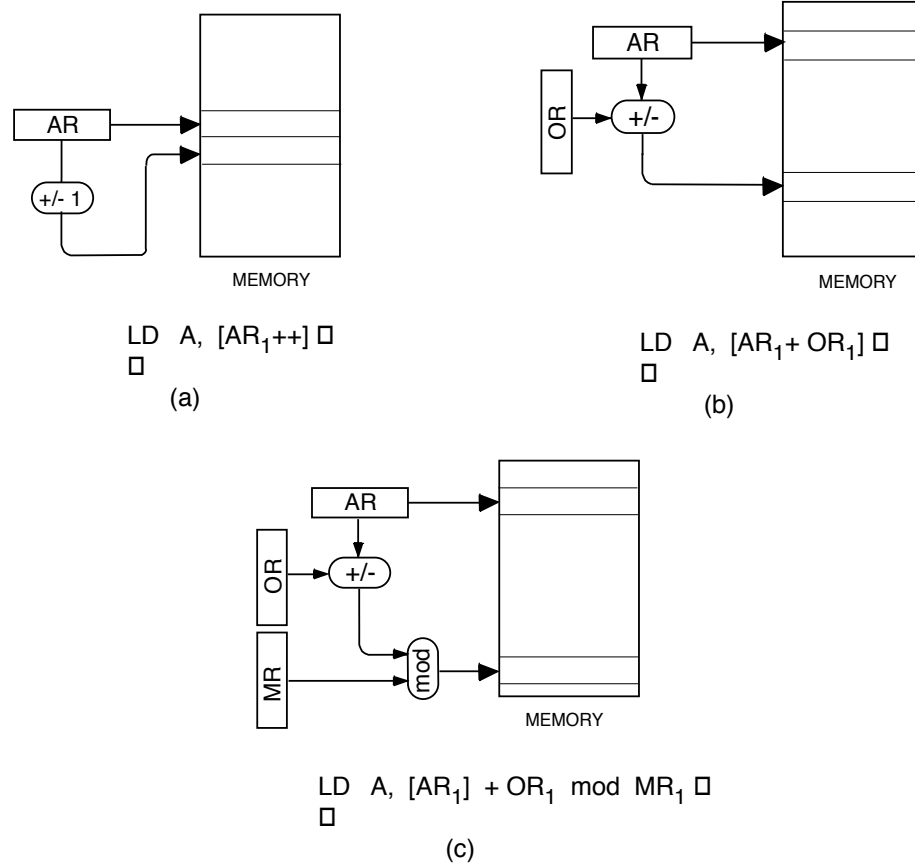 AR
+/- 1
MEMORY
LD A, [AR₁++] □
□
(a)
AR
OR
+/-
MEMORY
LD A, [AR₁+ OR₁] □
□
(b)
AR
OR
+/-
MR
mod
MEMORY
LD A, [AR₁] + OR₁ mod MR₁ □
□
(c)